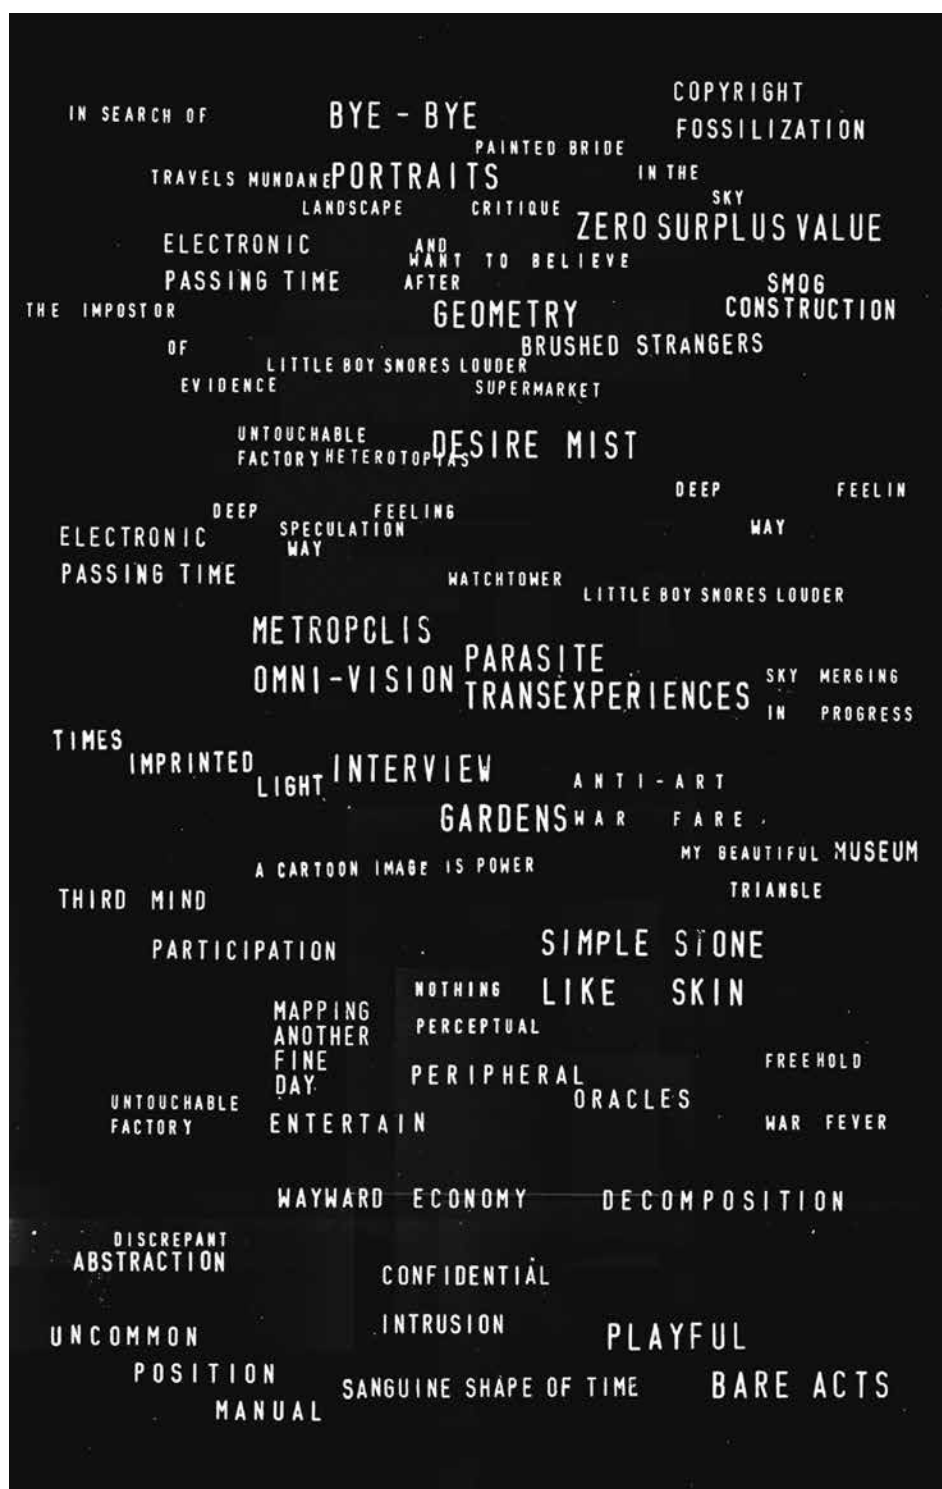 COPYRIGHT
IN SEARCH OF BYE - BYE
FOSSILIZATION
PAINTED BRIDE
TRAVELS MUNDANE PORTRAITS IN THE
SKY
LANDSCAPE CRITIQUE
ZERO SURPLUS VALUE
ELECTRONIC AND
WANT TO BELIEVE
PASSING TIME AFTER SMOG
THE IMPOSTOR GEOMETRY CONSTRUCTION
OF BRUSHED STRANGERS
LITTLE BOY SNORES LOUDER
EVIDENCE SUPERMARKET
UNTOUCHABLE DESIRE MIST
FACTORY HETEROTOPIAS
DEEP FEELIN
DEEP FEELING
SPECULATION WAY
ELECTRONIC WAY
PASSING TIME WATCHTOWER
LITTLE BOY SNORES LOUDER
METROPOLIS
PARASITE
OMNI-VISION SKY MERGING
TRANSEXPERIENCES
IN PROGRESS
TIMES
IMPRINTED INTERVIEW
LIGHT ANTI-ART
GARDENS WAR FARE
MY BEAUTIFUL MUSEUM
A CARTOON IMAGE IS POWER
TRIANGLE
THIRD MIND
PARTICIPATION SIMPLE STONE
NOTHING LIKE SKIN
MAPPING
ANOTHER PERCEPTUAL
FINE FREEHOLD
DAY PERIPHERAL
UNTOUCHABLE ORACLES
FACTORY ENTERTAIN WAR FEVER
WAYWARD ECONOMY DECOMPOSITION
DISCREPANT
ABSTRACTION
CONFIDENTIAL
INTRUSION
UNCOMMON PLAYFUL
POSITION
SANGUINE SHAPE OF TIME BARE ACTS
MANUAL